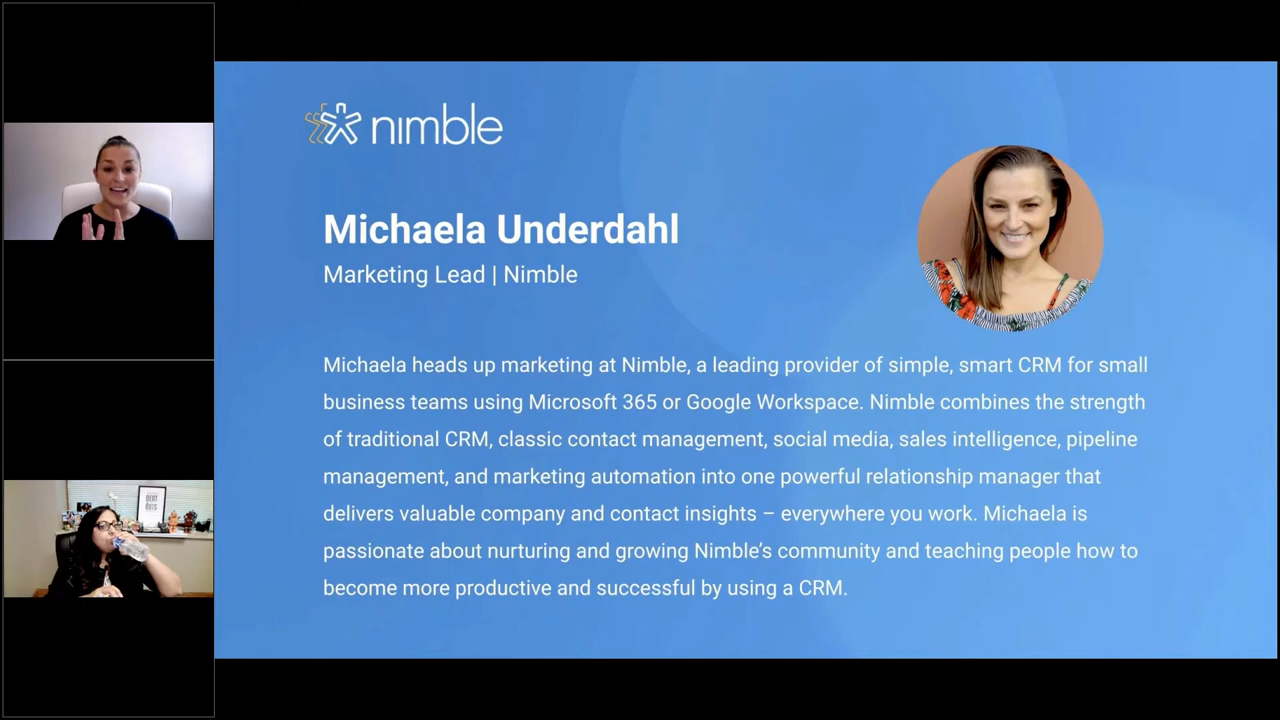 nimble
Michaela Underdahl
Marketing Lead | Nimble
Michaela heads up marketing at Nimble, a leading provider of simple, smart CRM for small
business teams using Microsoft 365 or Google Workspace. Nimble combines the strength
of traditional CRM, classic contact management, social media, sales intelligence, pipeline
management, and marketing automation into one powerful relationship manager that
delivers valuable company and contact insights – everywhere you work. Michaela is
passionate about nurturing and growing Nimble’s community and teaching people how to
become more productive and successful by using a CRM.